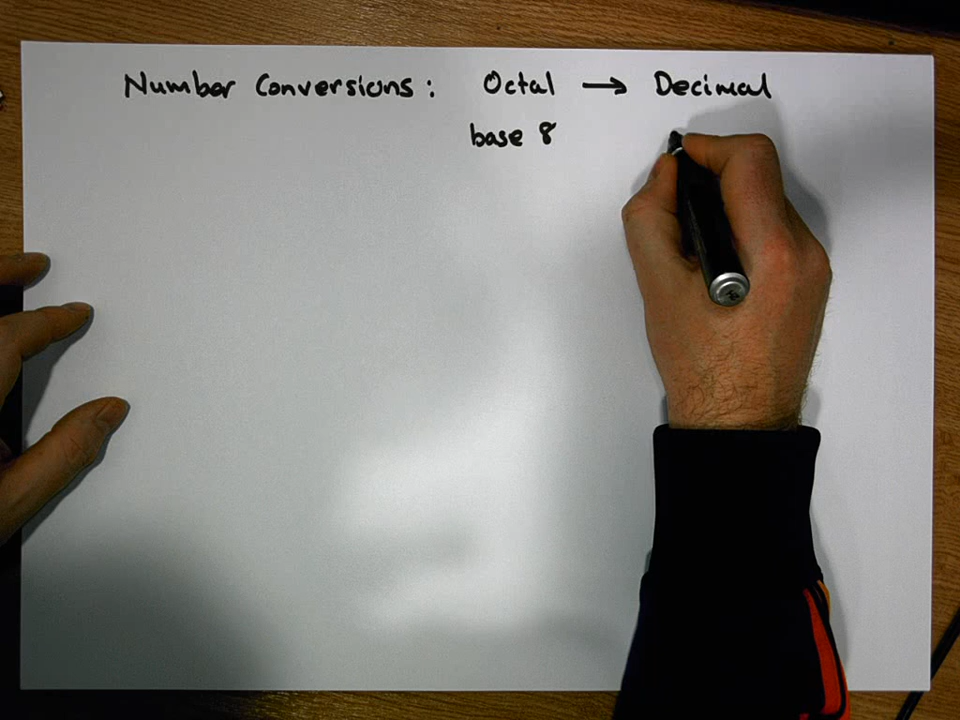 Number Conversions: Octal → Decimal
base 8